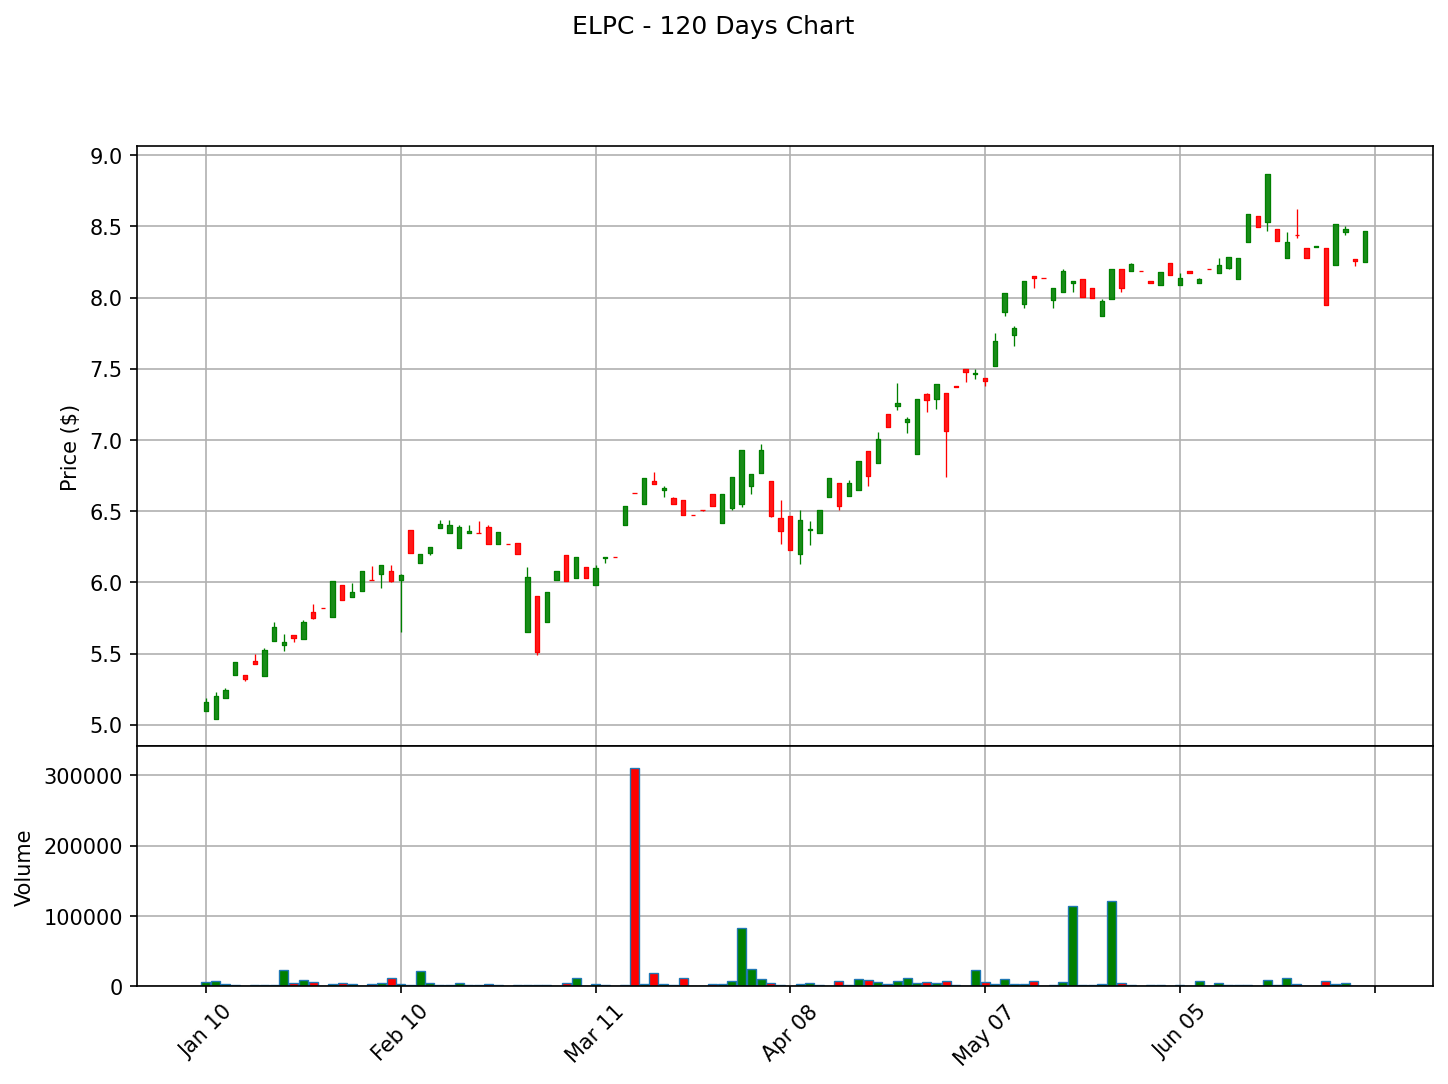 ELPC - 120 Days Chart
Price ($)
9.0
8.5
8.0
7.5
7.0
6.5
6.0
5.5
5.0
Volume
300000
200000
100000
0
Jan 10
Feb 10
Mar 11
Apr 08
May 07
Jun 05